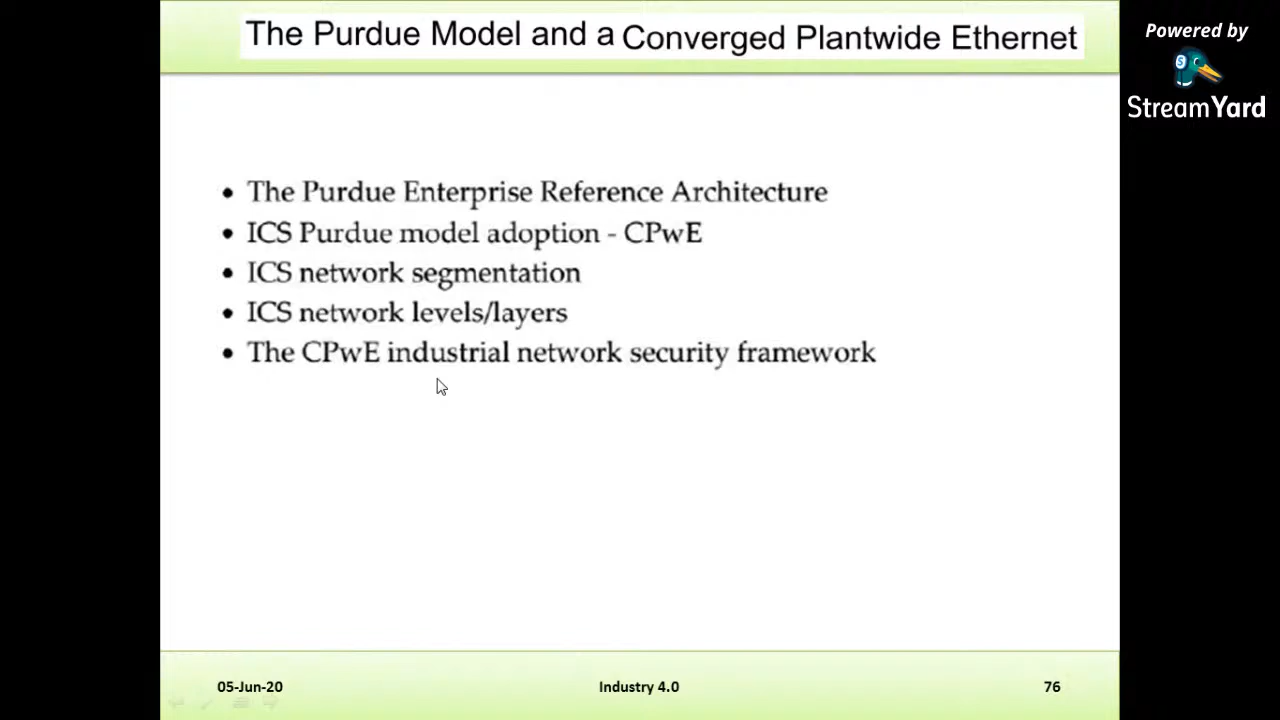 The Purdue Model and a Converged Plantwide Ethernet
Powered by
StreamYard
• The Purdue Enterprise Reference Architecture
• ICS Purdue model adoption - CPwE
• ICS network segmentation
• ICS network levels/layers
• The CPwE industrial network security framework
05-Jun-20 Industry 4.0 76